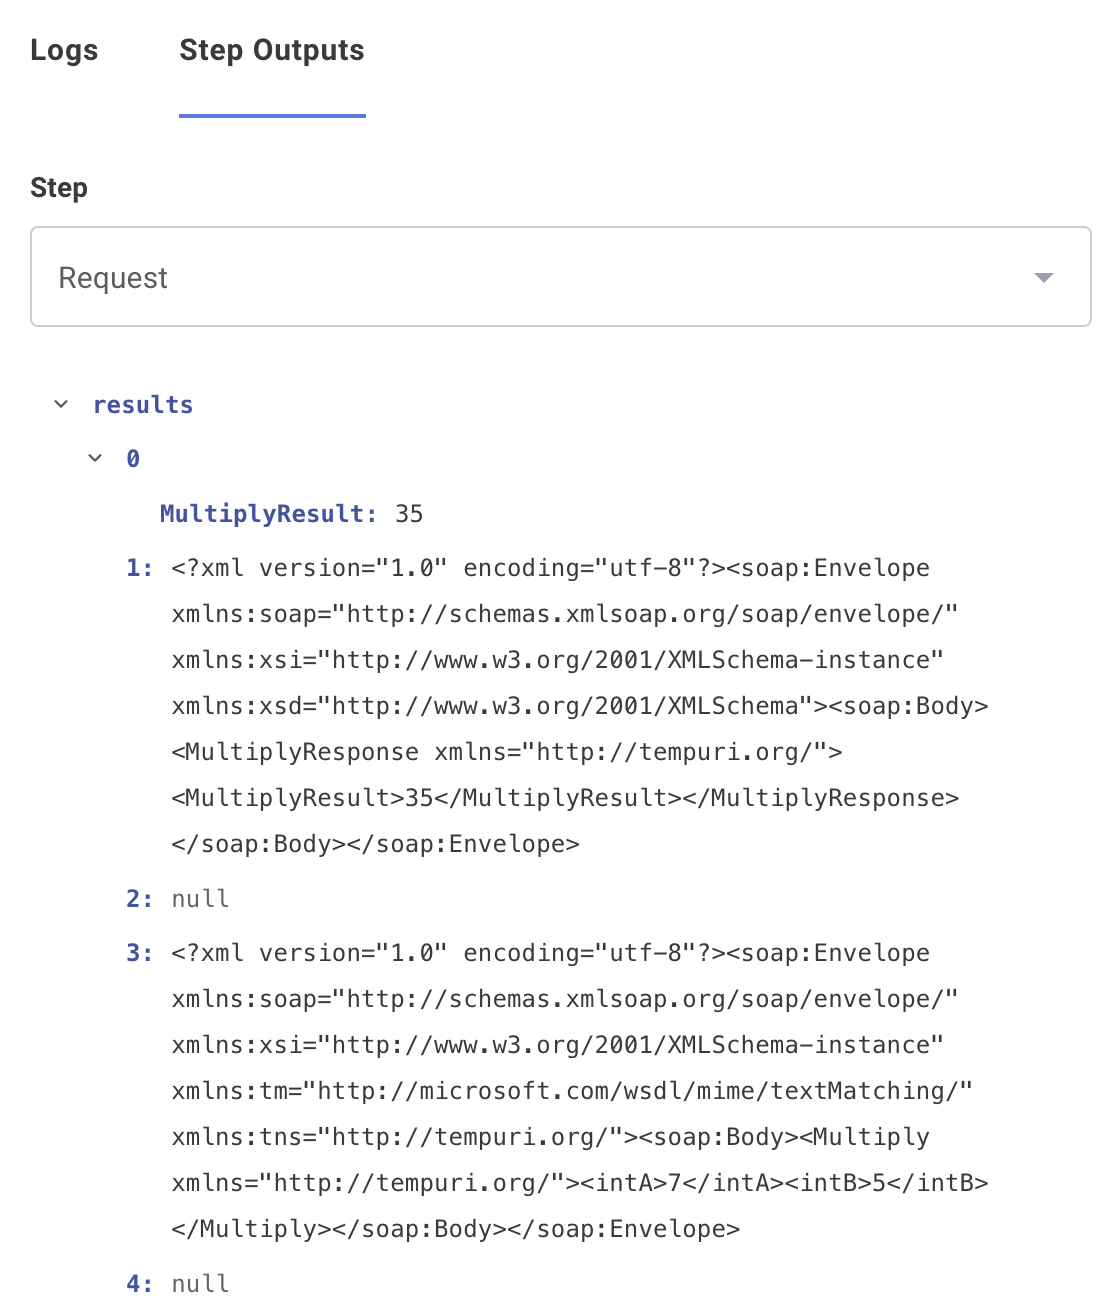 Logs Step Outputs
Step
Request
results
0
MultiplyResult: 35
1: <?xml version="1.0" encoding="utf-8"?><soap:Envelope
xmlns:soap="http://schemas.xmlsoap.org/soap/envelope/"
xmlns:xsi="http://www.w3.org/2001/XMLSchema-instance"
xmlns:xsd="http://www.w3.org/2001/XMLSchema"><soap:Body>
<MultiplyResponse xmlns="http://tempuri.org/">
<MultiplyResult>35</MultiplyResult></MultiplyResponse>
</soap:Body></soap:Envelope>
2: null
3: <?xml version="1.0" encoding="utf-8"?><soap:Envelope
xmlns:soap="http://schemas.xmlsoap.org/soap/envelope/"
xmlns:xsi="http://www.w3.org/2001/XMLSchema-instance"
xmlns:tm="http://microsoft.com/wsdl/mime/textMatching/"
xmlns:tns="http://tempuri.org/"><soap:Body><Multiply
xmlns="http://tempuri.org/"><intA>7</intA><intB>5</intB>
</Multiply></soap:Body></soap:Envelope>
4: null